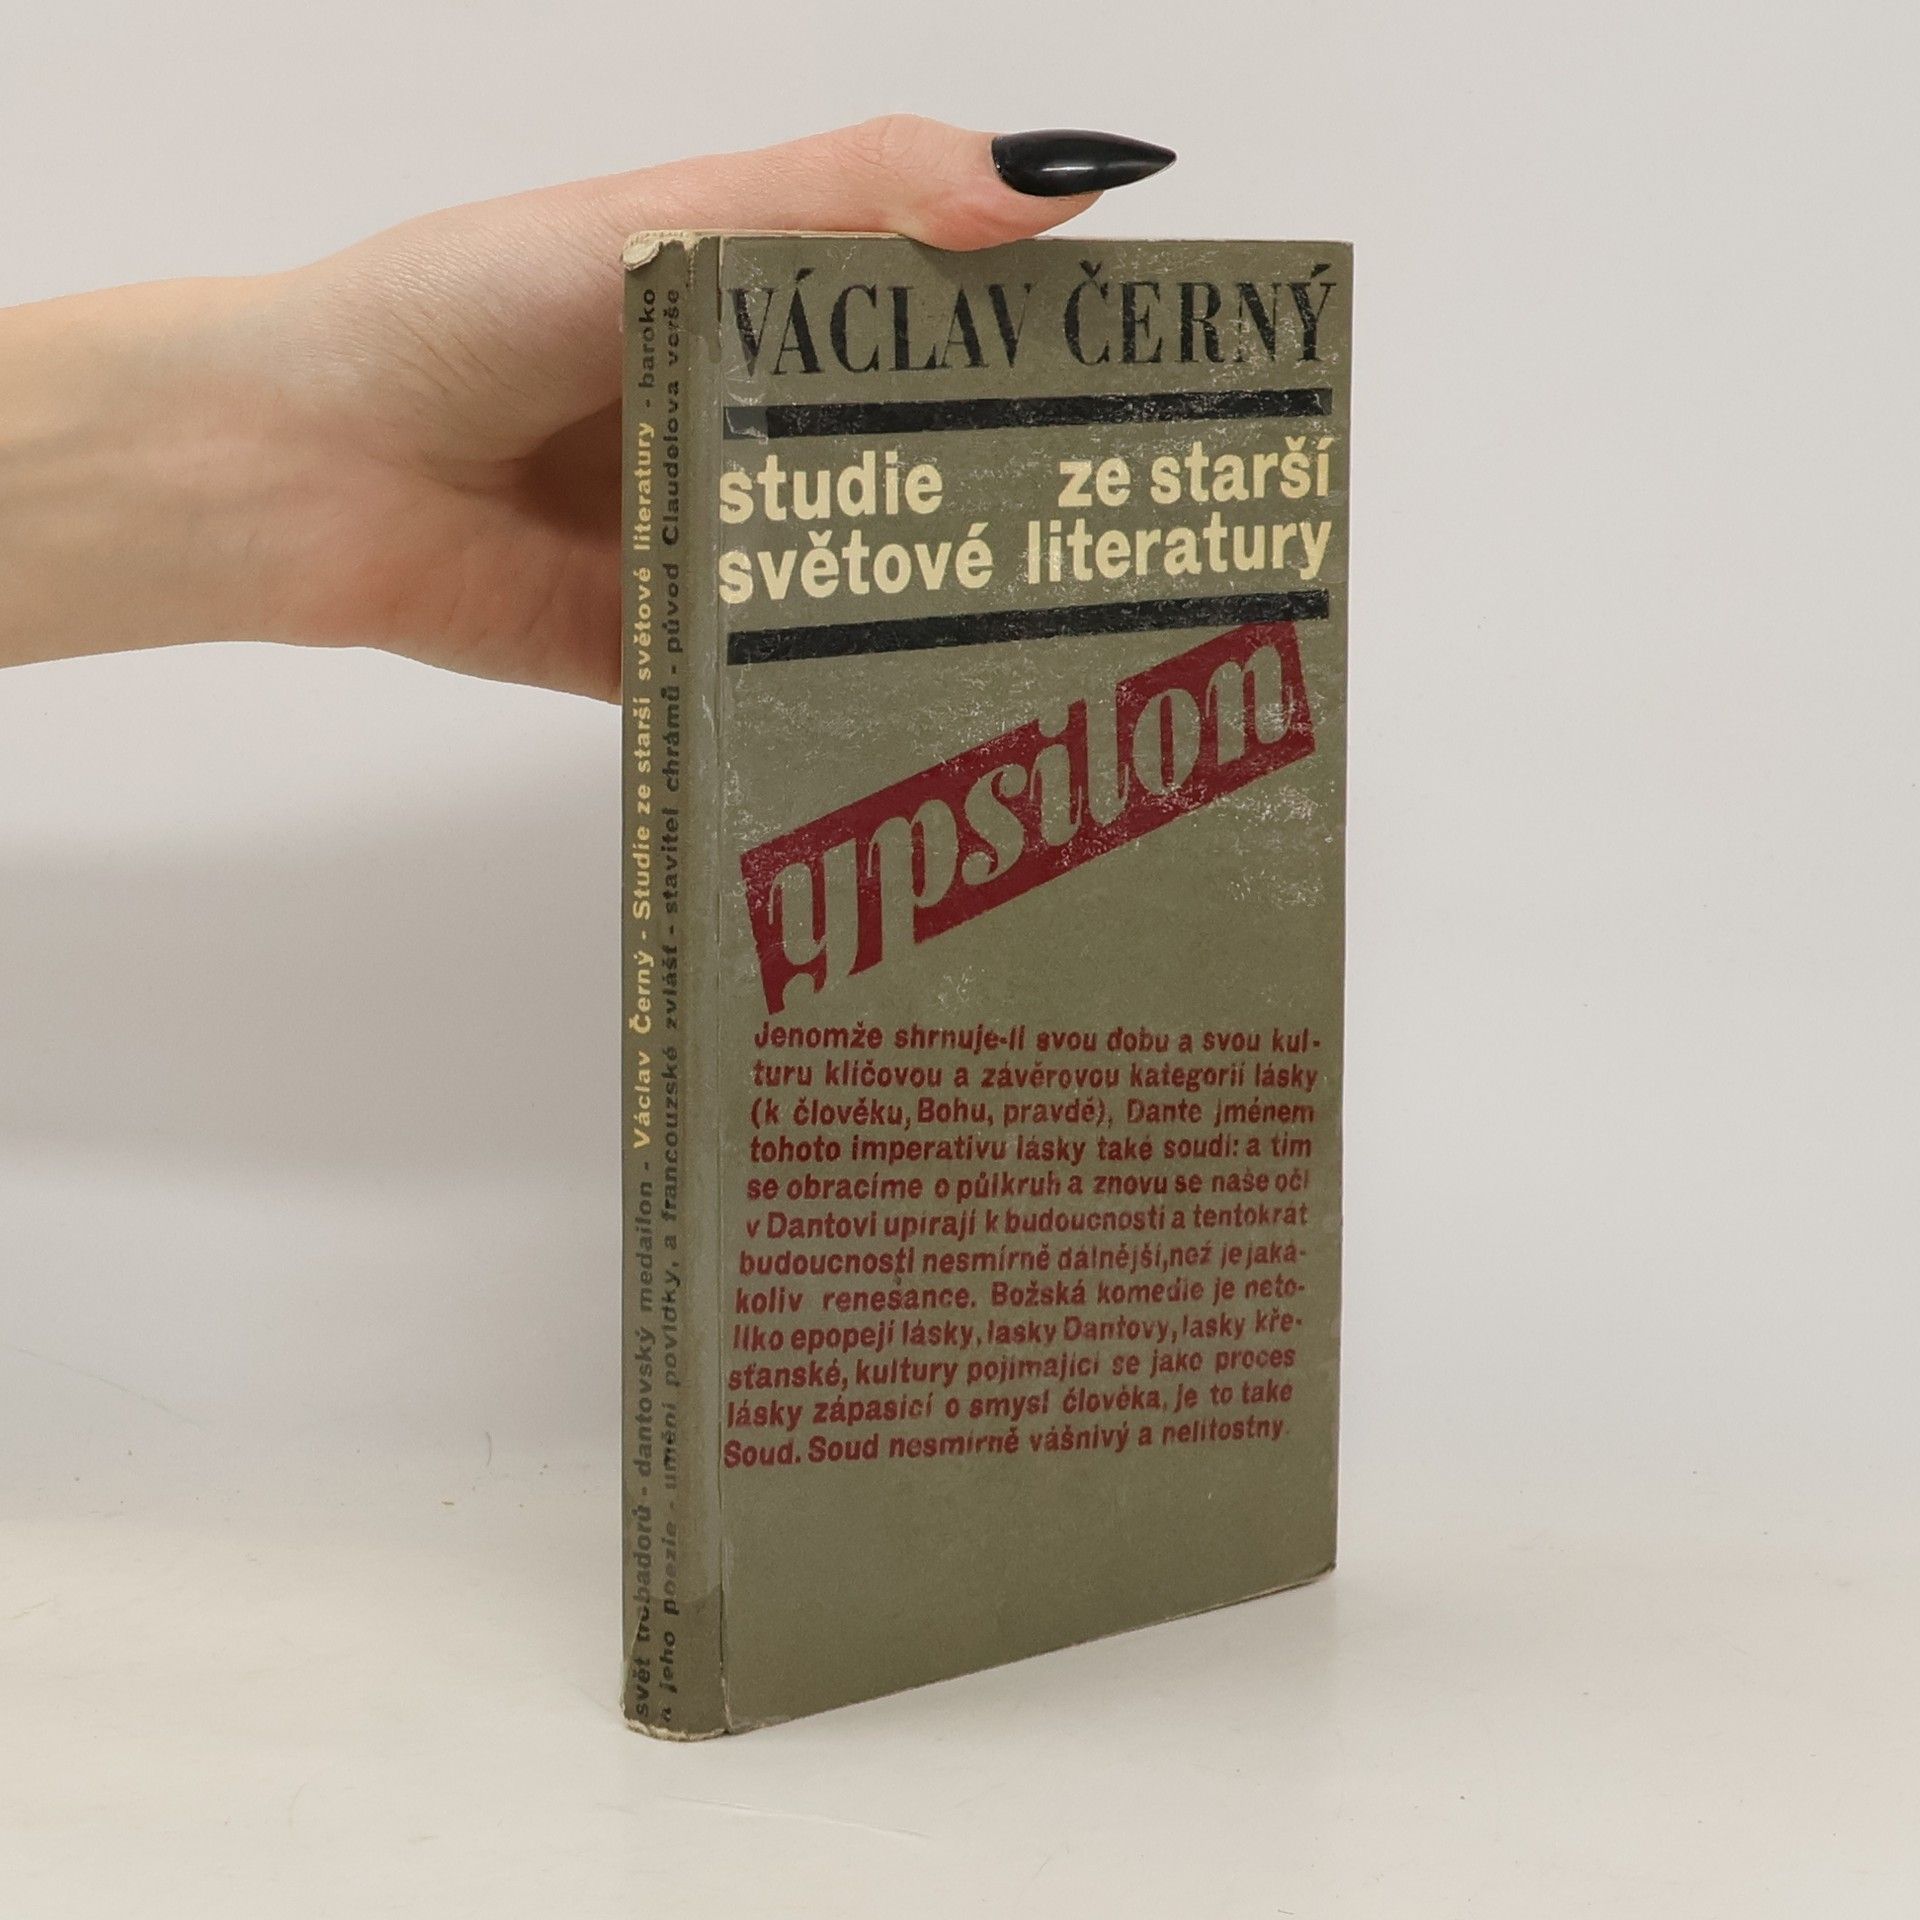 VÁCLAV ČERNÝ
studie ze starší
světové literatury
ypsilon
Jenomže shrnuje-li svou dobu a svou kul-
turu klíčovou a závěrovou kategorií lásky
(k člověku, Bohu, pravdě), Dante jménem
tohoto imperativu lásky také soudí: a tím
se obracíme o půlkruh a znovu se naše oči
v Dantovi upírají k budoucnosti a tentokrát
budoucnosti nesmírně dálnější, než je jaká-
koliv renesance. Božská komedie je neto-
liko epopejí lásky, lásky Dantovy, lásky kře-
sťanské, kultury pojímající se jako proces
lásky zápasící o smysl člověka, je to také
Soud. Soud nesmírně vášnivý a nelítostný.
svět trobadorů - dantovský medailon - Václav Černý - Studie ze starší světové literatury - baroko
a jeho poezie - umění povídky, a francouzské zvlášť - stavitel chrámů - původ Claudelova verše